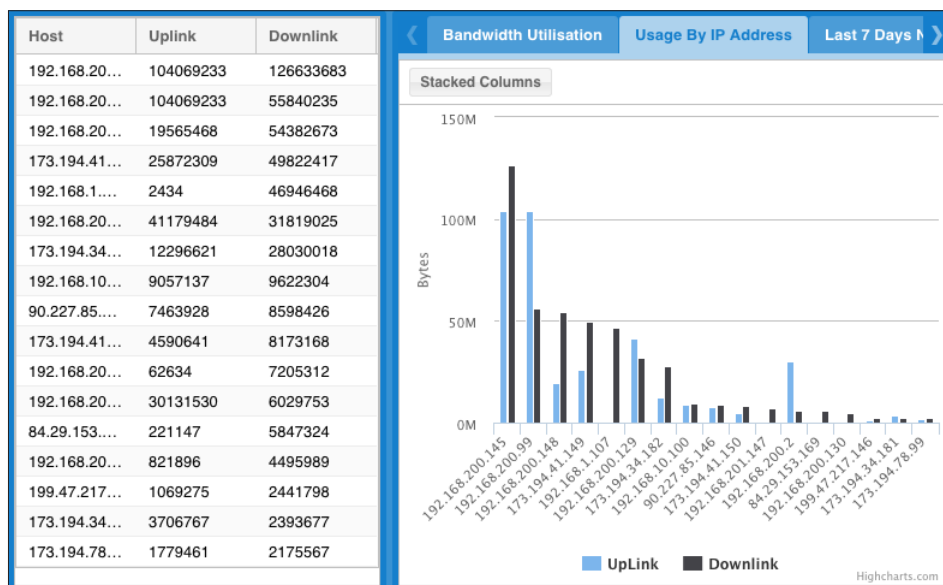 Host Uplink Downlink
192.168.20... 104069233 126633683
192.168.20... 104069233 55840235
192.168.20... 19565468 54382673
173.194.41... 25872309 49822417
192.168.1.... 2434 46946468
192.168.20... 41179484 31819025
173.194.34... 12296621 28030018
192.168.10... 9057137 9622304
90.227.85.... 7463928 8598426
173.194.41... 4590641 8173168
192.168.20... 62634 7205312
192.168.20... 30131530 6029753
84.29.153.... 221147 5847324
192.168.20... 821896 4495989
199.47.217... 1069275 2441798
173.194.34... 3706767 2393677
173.194.78... 1779461 2175567
Bandwidth Utilisation Usage By IP Address Last 7 Days N
Stacked Columns
150M
100M
50M
0M
Bytes
192.168.200.145
192.168.200.99
192.168.200.148
173.194.41.149
192.168.1.107
192.168.200.129
173.194.34.182
192.168.10.100
90.227.85.146
173.194.41.150
192.168.201.147
192.168.200.2
84.29.153.169
192.168.200.130
199.47.217.146
173.194.34.181
173.194.78.99
UpLink Downlink
Highcharts.com